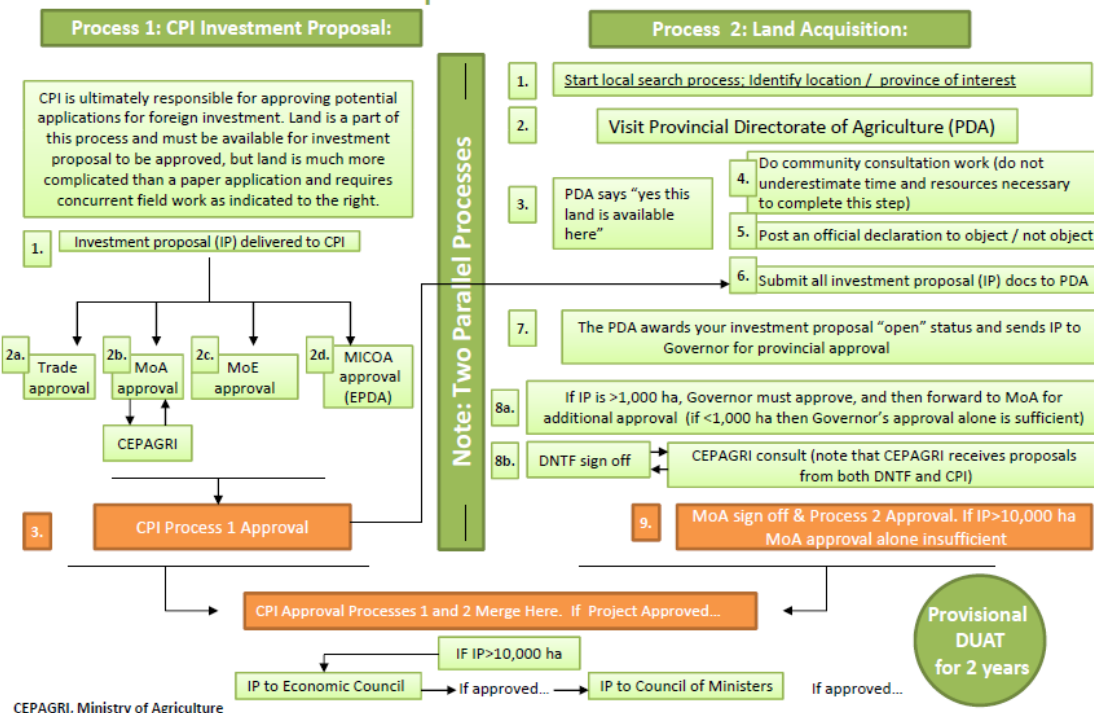 Process 1: CPI Investment Proposal:
CPI is ultimately responsible for approving potential
applications for foreign investment. Land is a part of
this process and must be available for investment
proposal to be approved, but land is much more
complicated than a paper application and requires
concurrent field work as indicated to the right.
1.
Investment proposal (IP) delivered to CPI
2a.
Trade
approval
2b.
MoA
approval
2c.
MoE
approval
2d.
MICOA
approval
(EPDA)
CEPAGRI
3.
CPI Process 1 Approval
Note: Two Parallel Processes
Process 2: Land Acquisition:
1.
Start local search process; Identify location / province of interest
2.
Visit Provincial Directorate of Agriculture (PDA)
3.
PDA says “yes this
land is available
here”
4.
Do community consultation work (do not
underestimate time and resources necessary
to complete this step)
5.
Post an official declaration to object / not object
6.
Submit all investment proposal (IP) docs to PDA
7.
The PDA awards your investment proposal “open” status and sends IP to
Governor for provincial approval
8a.
If IP is >1,000 ha, Governor must approve, and then forward to MoA for
additional approval (if <1,000 ha then Governor’s approval alone is sufficient)
8b.
DNTF sign off
CEPAGRI consult (note that CEPAGRI receives proposals
from both DNTF and CPI)
9.
MoA sign off & Process 2 Approval. If IP>10,000 ha
MoA approval alone insufficient
CPI Approval Processes 1 and 2 Merge Here. If Project Approved...
IF IP>10,000 ha
IP to Economic Council
If approved...
IP to Council of Ministers
If approved...
Provisional
DUAT
for 2 years
CEPAGRI, Ministry of Agriculture